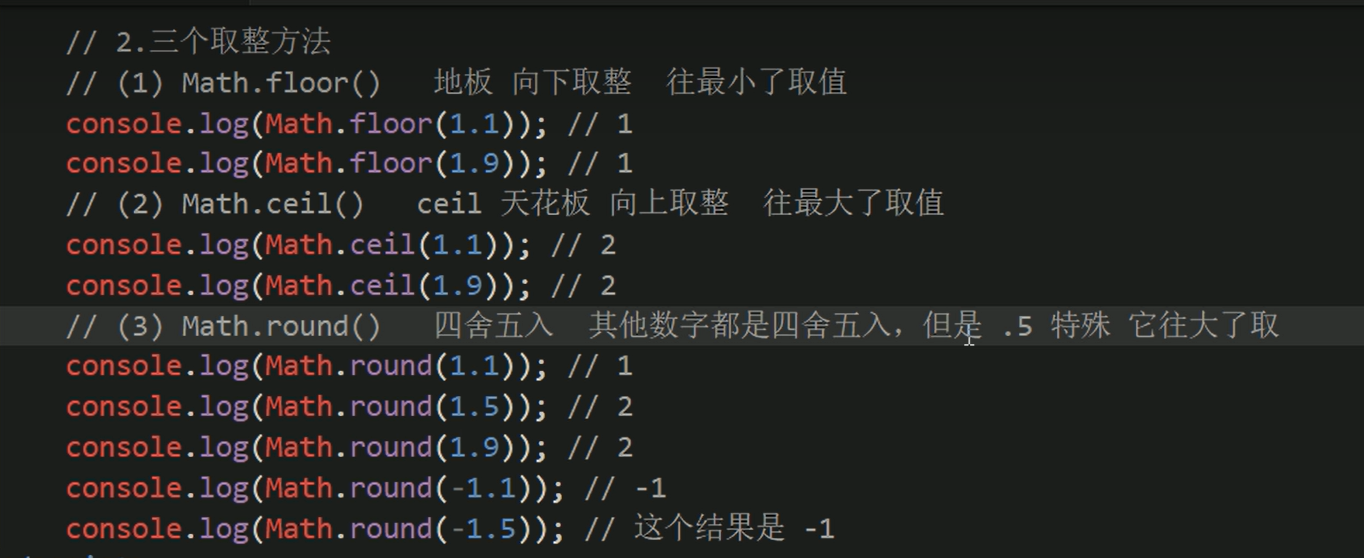 // 2.三个取整方法
// (1) Math.floor()   地板 向下取整  往最小了取值
console.log(Math.floor(1.1)); // 1
console.log(Math.floor(1.9)); // 1
// (2) Math.ceil()   ceil 天花板 向上取整  往最大了取值
console.log(Math.ceil(1.1)); // 2
console.log(Math.ceil(1.9)); // 2
// (3) Math.round()   四舍五入  其他数字都是四舍五入，但是 .5 特殊 它往大了取
console.log(Math.round(1.1)); // 1
console.log(Math.round(1.5)); // 2
console.log(Math.round(1.9)); // 2
console.log(Math.round(-1.1)); // -1
console.log(Math.round(-1.5)); // 这个结果是 -1